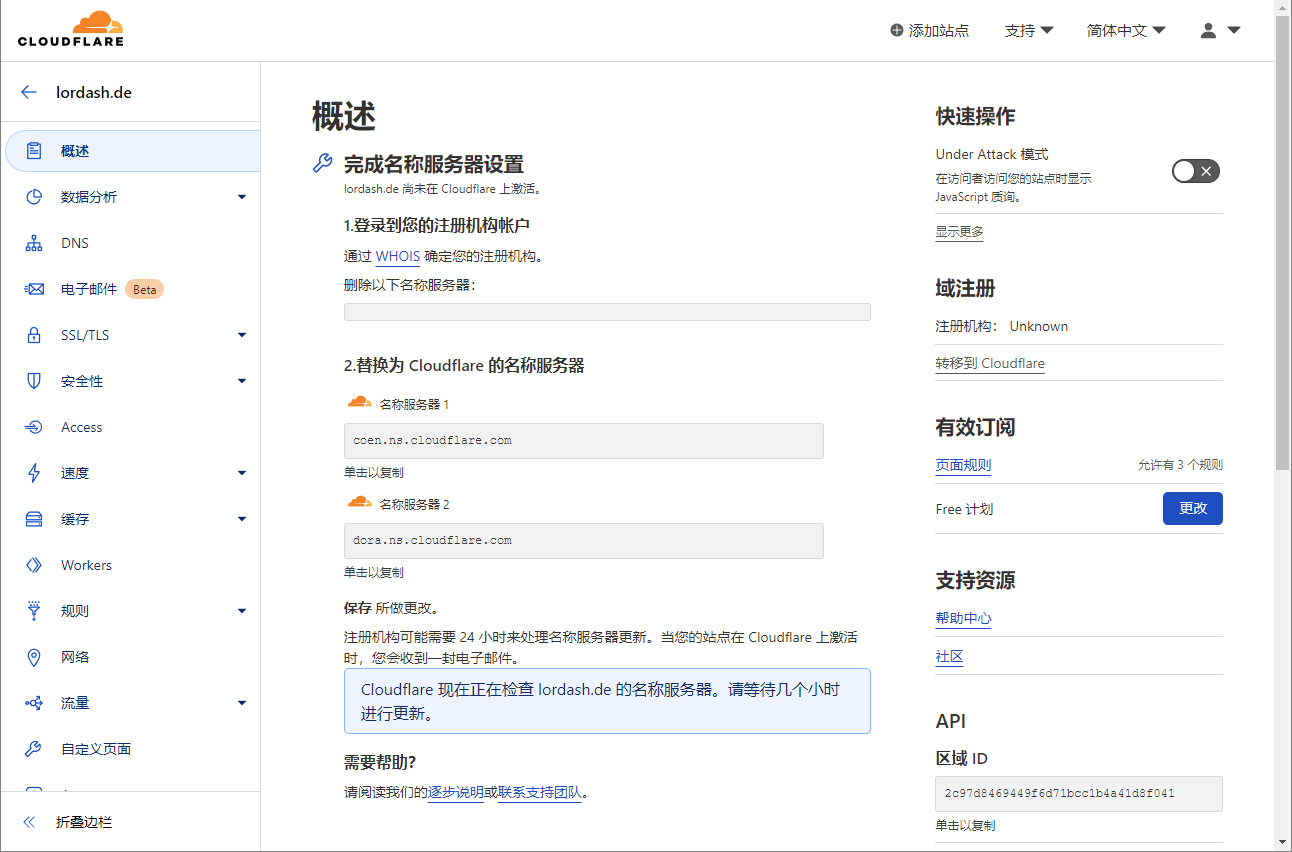 CLOUDFLARE
添加站点
支持
简体中文
lordash.de
概述
数据分析
DNS
电子邮件 Beta
SSL/TLS
安全性
Access
速度
缓存
Workers
规则
网络
流量
自定义页面
折叠边栏
概述
完成名称服务器设置
lordash.de 尚未在 Cloudflare 上激活。
1.登录到您的注册机构帐户
通过 WHOIS 确定您的注册机构。
删除以下名称服务器：
2.替换为 Cloudflare 的名称服务器
名称服务器 1
coen.ns.cloudflare.com
单击以复制
名称服务器 2
dora.ns.cloudflare.com
单击以复制
保存 所做更改。
注册机构可能需要 24 小时来处理名称服务器更新。当您的站点在 Cloudflare 上激活
时，您会收到一封电子邮件。
Cloudflare 现在正在检查 lordash.de 的名称服务器。请等待几个小时
进行更新。
需要帮助?
请阅读我们的逐步说明或联系支持团队。
快速操作
Under Attack 模式
在访问者访问您的站点时显示
JavaScript 质询。
显示更多
域注册
注册机构： Unknown
转移到 Cloudflare
有效订阅
页面规则 允许有 3 个规则
Free 计划 更改
支持资源
帮助中心
社区
API
区域 ID
2c97d8469449f6d71bcc1b4a41d8f041
单击以复制